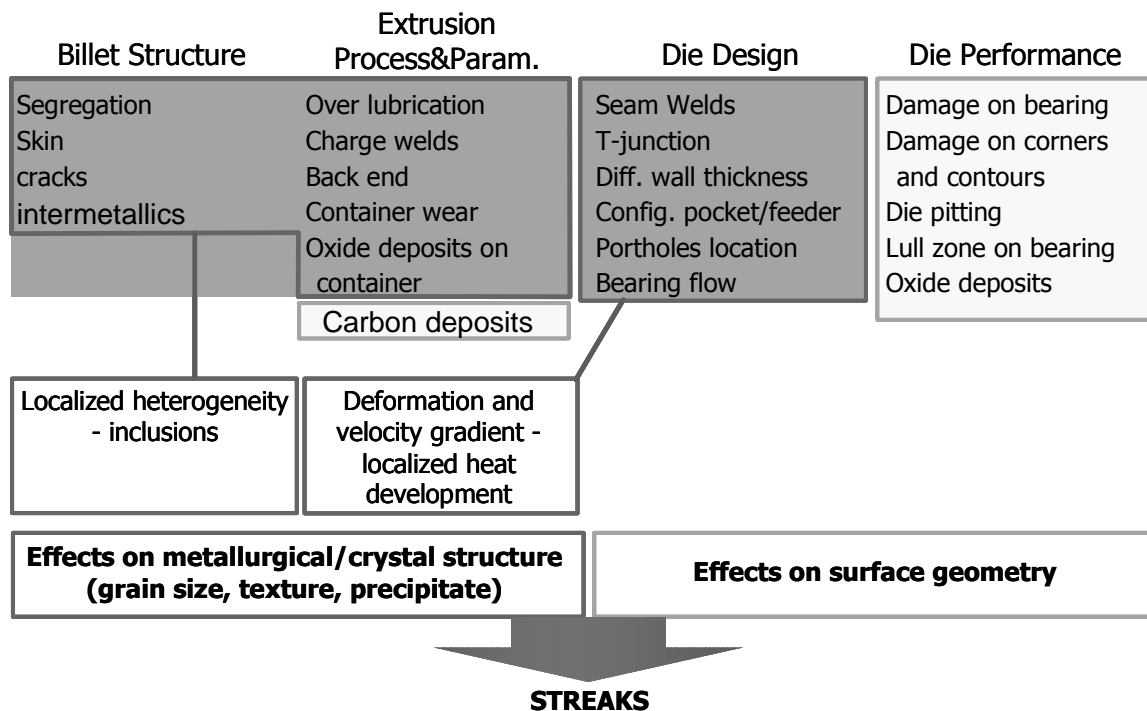 Billet Structure
Extrusion
Process&Param.
Die Design
Die Performance
Segregation
Skin
cracks
intermetallics
Over lubrication
Charge welds
Back end
Container wear
Oxide deposits on
container
Carbon deposits
Seam Welds
T-junction
Diff. wall thickness
Config. pocket/feeder
Portholes location
Bearing flow
Damage on bearing
Damage on corners
and contours
Die pitting
Lull zone on bearing
Oxide deposits
Localized heterogeneity
- inclusions
Deformation and
velocity gradient -
localized heat
development
Effects on metallurgical/crystal structure
(grain size, texture, precipitate)
Effects on surface geometry
STREAKS